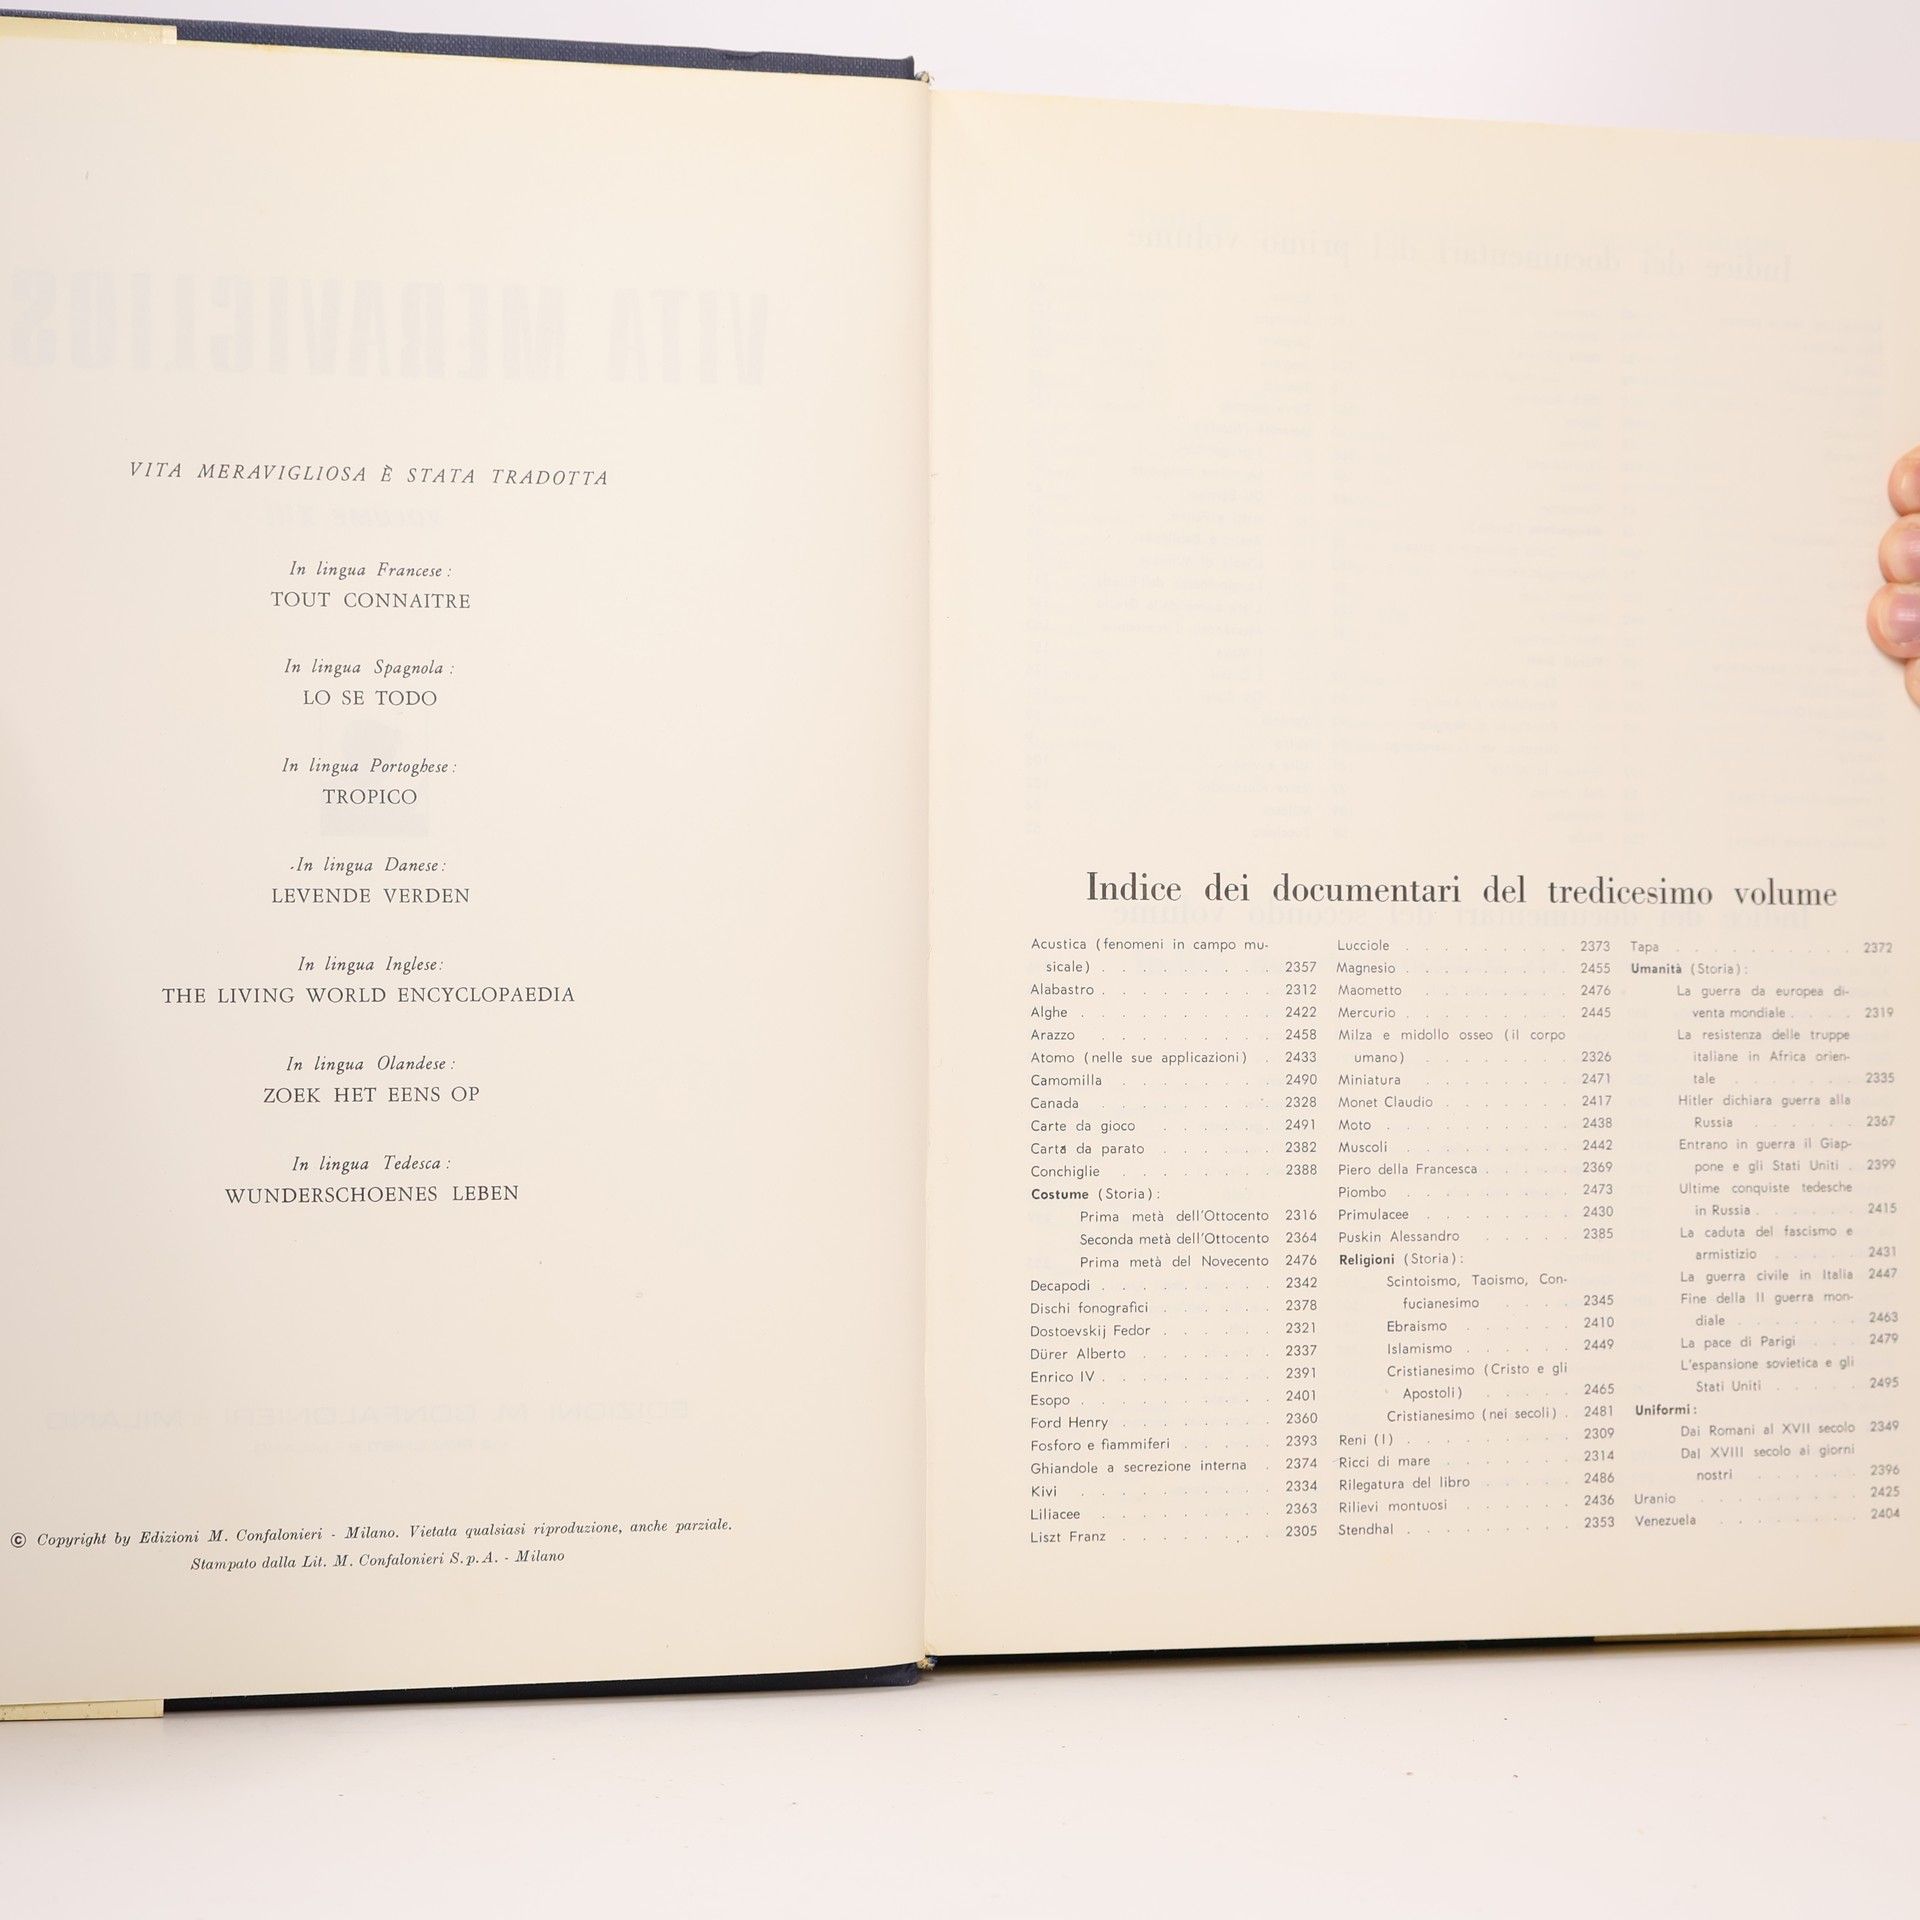 VITA MERAVIGLIOSA È STATA TRADOTTA
In lingua Francese :
TOUT CONNAITRE
In lingua Spagnola :
LO SE TODO
In lingua Portoghese :
TROPICO
In lingua Danese :
LEVENDE VERDEN
In lingua Inglese:
THE LIVING WORLD ENCYCLOPAEDIA
In lingua Olandese :
ZOEK HET EENS OP
In lingua Tedesca :
WUNDERSCHOENES LEBEN
© Copyright by Edizioni M. Confalonieri - Milano. Vietata qualsiasi riproduzione, anche parziale.
Stampato dalla Lit. M. Confalonieri S.p.A. - Milano
Indice dei documentari del tredicesimo volume
Acustica (fenomeni in campo mu-
sicale) . . . . . . . . . 2357
Alabastro . . . . . . . . . 2312
Alghe . . . . . . . . . 2422
Arazzo . . . . . . . . . 2458
Atomo (nelle sue applicazioni) . 2433
Camomilla . . . . . . . . 2490
Canada . . . . . . . . . 2328
Carte da gioco . . . . . . 2491
Carta da parato . . . . . . 2382
Conchiglie . . . . . . . . 2388
Costume (Storia) :
Prima metà dell'Ottocento 2316
Seconda metà dell'Ottocento 2364
Prima metà del Novecento 2476
Decapodi . . . . . . . . . 2342
Dischi fonografici . . . . . . 2378
Dostoevskij Fedor . . . . . . 2321
Dürer Alberto . . . . . . . 2337
Enrico IV . . . . . . . . . 2391
Esopo . . . . . . . . . 2401
Ford Henry . . . . . . . . 2360
Fosforo e fiammiferi . . . . . 2393
Ghiandole a secrezione interna . 2374
Kivi . . . . . . . . . 2334
Liliacee . . . . . . . . . 2363
Liszt Franz . . . . . . . . 2305
Lucciole . . . . . . . . . 2373
Magnesio . . . . . . . . . 2455
Maometto . . . . . . . . 2476
Mercurio . . . . . . . . . 2445
Milza e midollo osseo (il corpo
umano) . . . . . . . . 2326
Miniatura . . . . . . . . 2471
Monet Claudio . . . . . . . 2417
Moto . . . . . . . . . 2438
Muscoli . . . . . . . . . 2442
Piero della Francesca . . . . . 2369
Piombo . . . . . . . . . 2473
Primulacee . . . . . . . . 2430
Puskin Alessandro . . . . . 2385
Religioni (Storia) :
Scintoismo, Taoismo, Con-
fucianesimo . . . . 2345
Ebraismo . . . . . . 2410
Islamismo . . . . . . 2449
Cristianesimo (Cristo e gli
Apostoli) . . . . . 2465
Cristianesimo (nei secoli) . 2481
Reni (I) . . . . . . . . . 2309
Ricci di mare . . . . . . . 2314
Rilegatura del libro . . . . . 2486
Rilievi montuosi . . . . . . 2436
Stendhal . . . . . . . . . 2353
Tapa . . . . . . . . . . 2372
Umanità (Storia) :
La guerra da europea di-
venta mondiale . . . . 2319
La resistenza delle truppe
italiane in Africa orien-
tale . . . . . . . 2335
Hitler dichiara guerra alla
Russia . . . . . . 2367
Entrano in guerra il Giap-
pone e gli Stati Uniti . 2399
Ultime conquiste tedesche
in Russia . . . . . . 2415
La caduta del fascismo e
armistizio . . . . . 2431
La guerra civile in Italia 2447
Fine della II guerra mon-
diale . . . . . . . 2463
La pace di Parigi . . . 2479
L'espansione sovietica e gli
Stati Uniti . . . . . 2495
Uniformi :
Dai Romani al XVII secolo 2349
Dal XVIII secolo ai giorni
nostri . . . . . . 2396
Uranio . . . . . . . . . 2425
Venezuela . . . . . . . . 2404